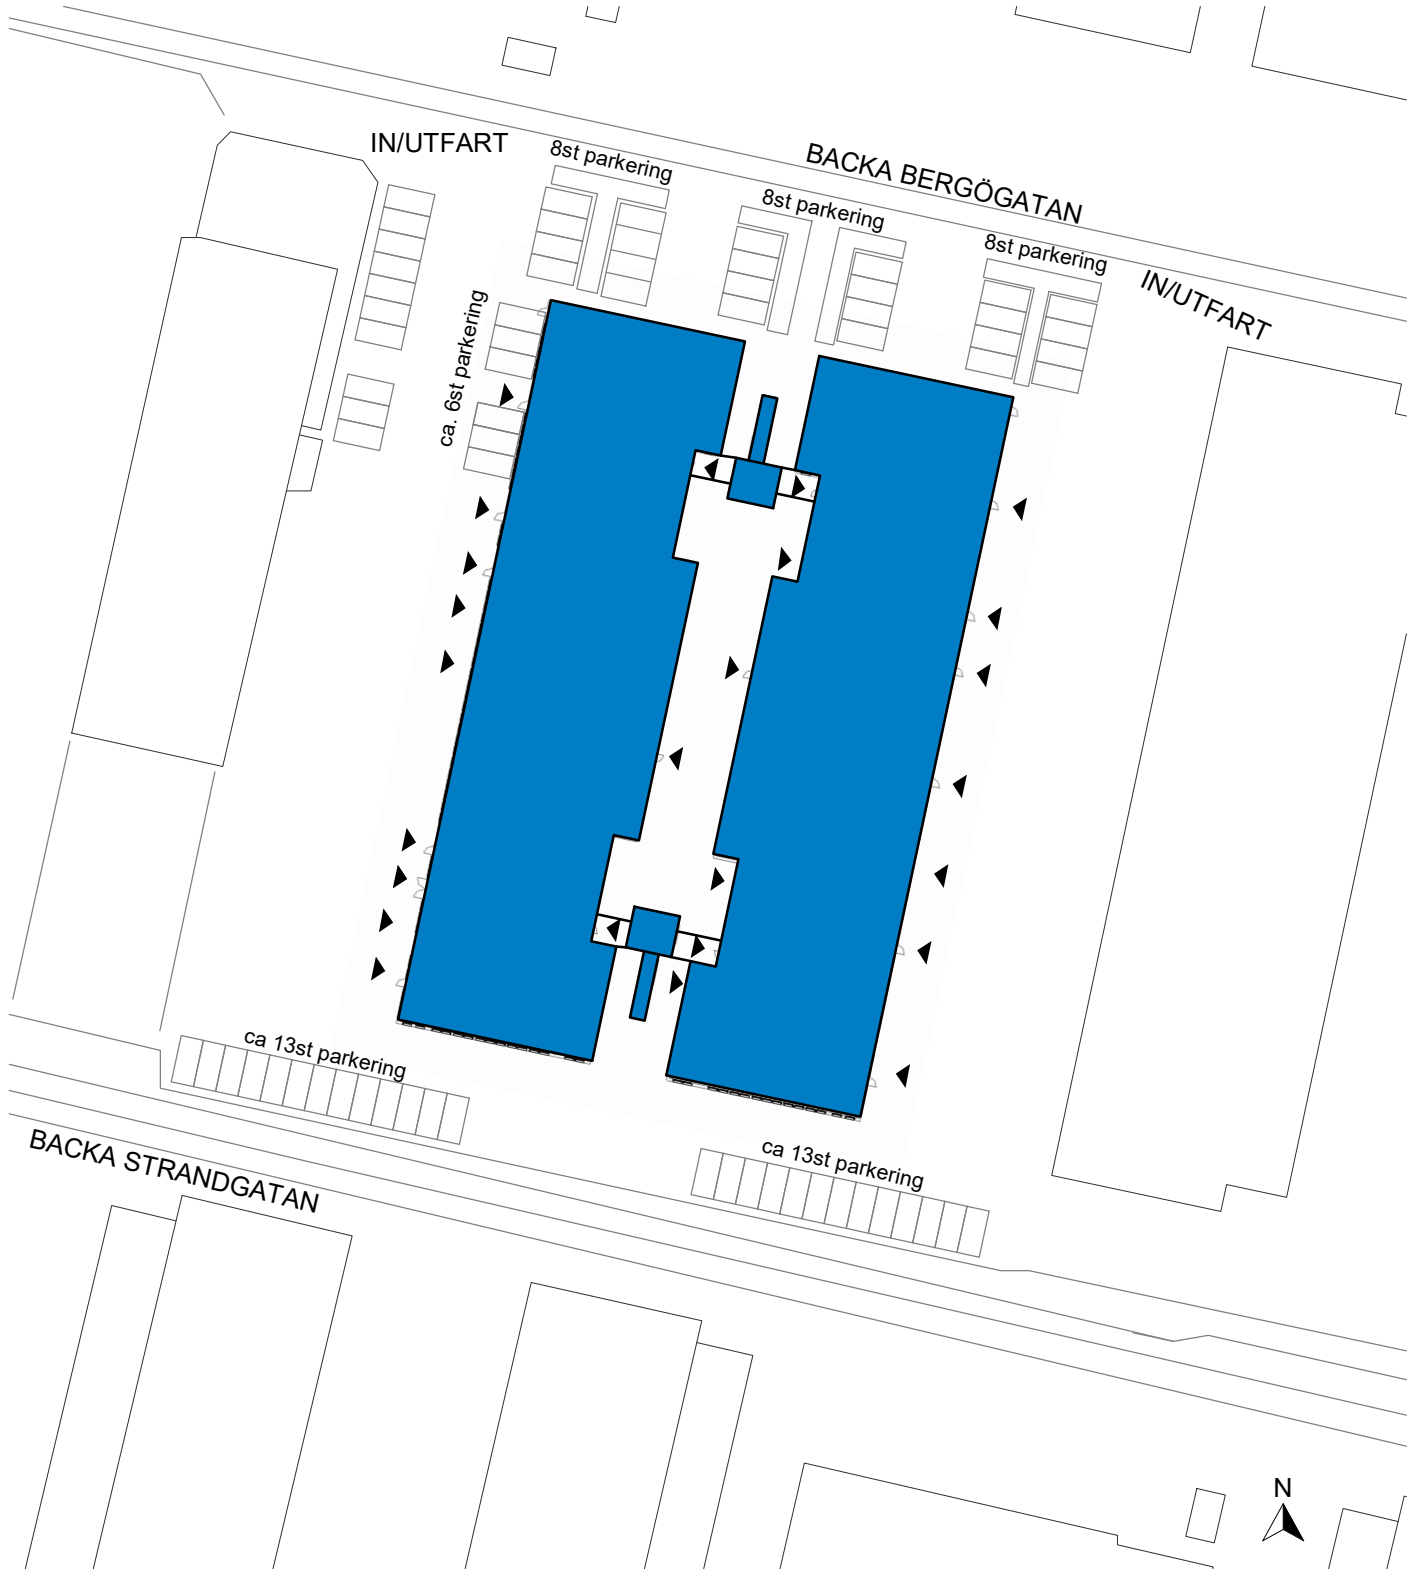 IN/UTFART
8st parkering
BACKA BERGÖGATAN
8st parkering
8st parkering
IN/UTFART
ca. 6st parkering
ca 13st parkering
BACKA STRANDGATAN
ca 13st parkering
N